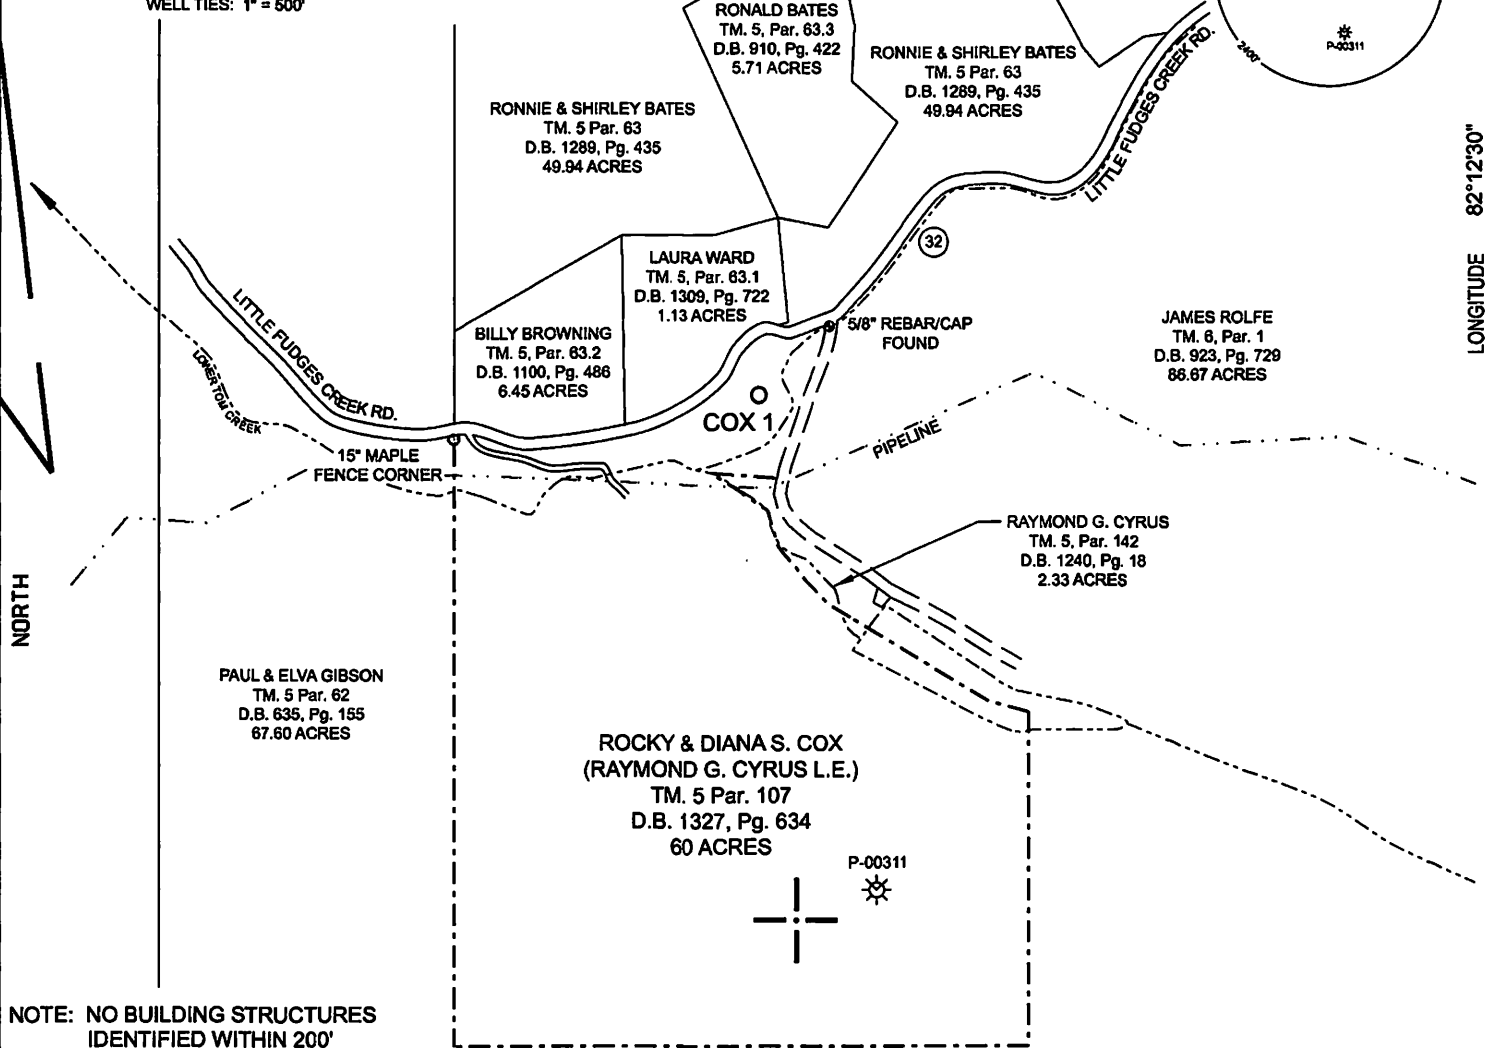 WELL TIES: 1" = 500'
RONALD BATES
TM. 5, Par. 63.3
D.B. 910, Pg. 422
5.71 ACRES
RONNIE & SHIRLEY BATES
TM. 5 Par. 63
D.B. 1289, Pg. 435
49.94 ACRES
LITTLE FUDGES CREEK RD.
2400'
P-00311
RONNIE & SHIRLEY BATES
TM. 5 Par. 63
D.B. 1289, Pg. 435
49.94 ACRES
LONGITUDE 82°12'30"
32
LAURA WARD
TM. 5, Par. 63.1
D.B. 1309, Pg. 722
1.13 ACRES
BILLY BROWNING
TM. 5, Par. 63.2
D.B. 1100, Pg. 486
6.45 ACRES
5/8" REBAR/CAP
FOUND
JAMES ROLFE
TM. 6, Par. 1
D.B. 923, Pg. 729
86.67 ACRES
LITTLE FUDGES CREEK RD.
LOWER TOM CREEK
COX 1
PIPELINE
15" MAPLE
FENCE CORNER
RAYMOND G. CYRUS
TM. 5, Par. 142
D.B. 1240, Pg. 18
2.33 ACRES
NORTH
PAUL & ELVA GIBSON
TM. 5 Par. 62
D.B. 635, Pg. 155
67.60 ACRES
ROCKY & DIANA S. COX
(RAYMOND G. CYRUS L.E.)
TM. 5 Par. 107
D.B. 1327, Pg. 634
60 ACRES
P-00311
NOTE: NO BUILDING STRUCTURES
IDENTIFIED WITHIN 200'